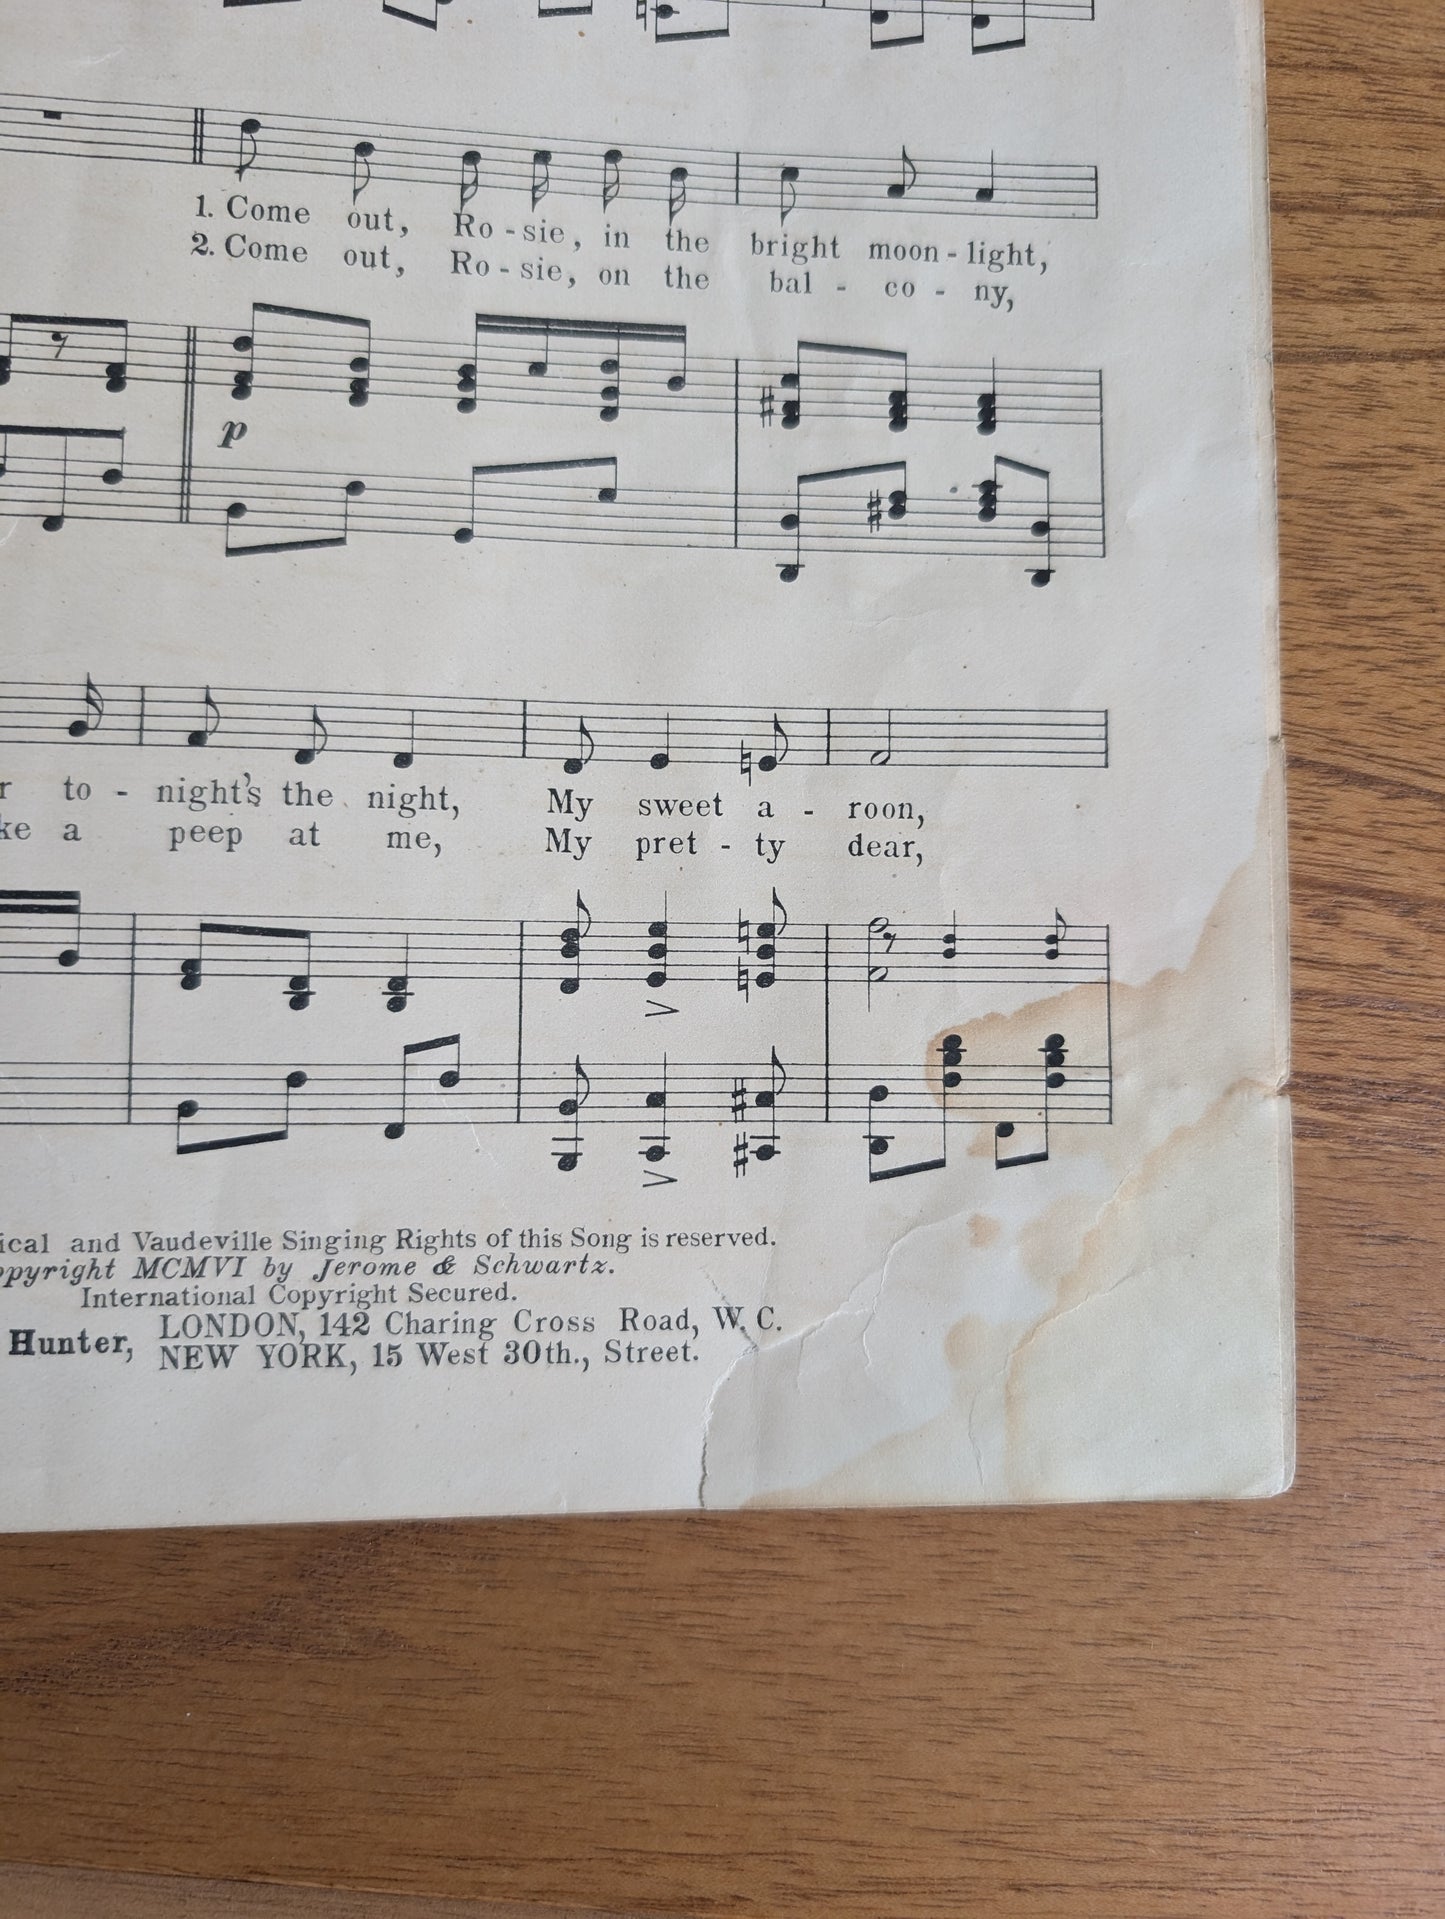 p
1. Come out, Ro - sie, in the bright moon - light,
2. Come out, Ro - sie, on the bal - co - ny,
to - night's the night, My sweet a - roon,
a peep at me, My pret - ty dear,
and Vaudeville Singing Rights of this Song is reserved.
MCMVI by Jerome & Schwartz.
International Copyright Secured.
Hunter, LONDON, 142 Charing Cross Road, W. C.
NEW YORK, 15 West 30th., Street.